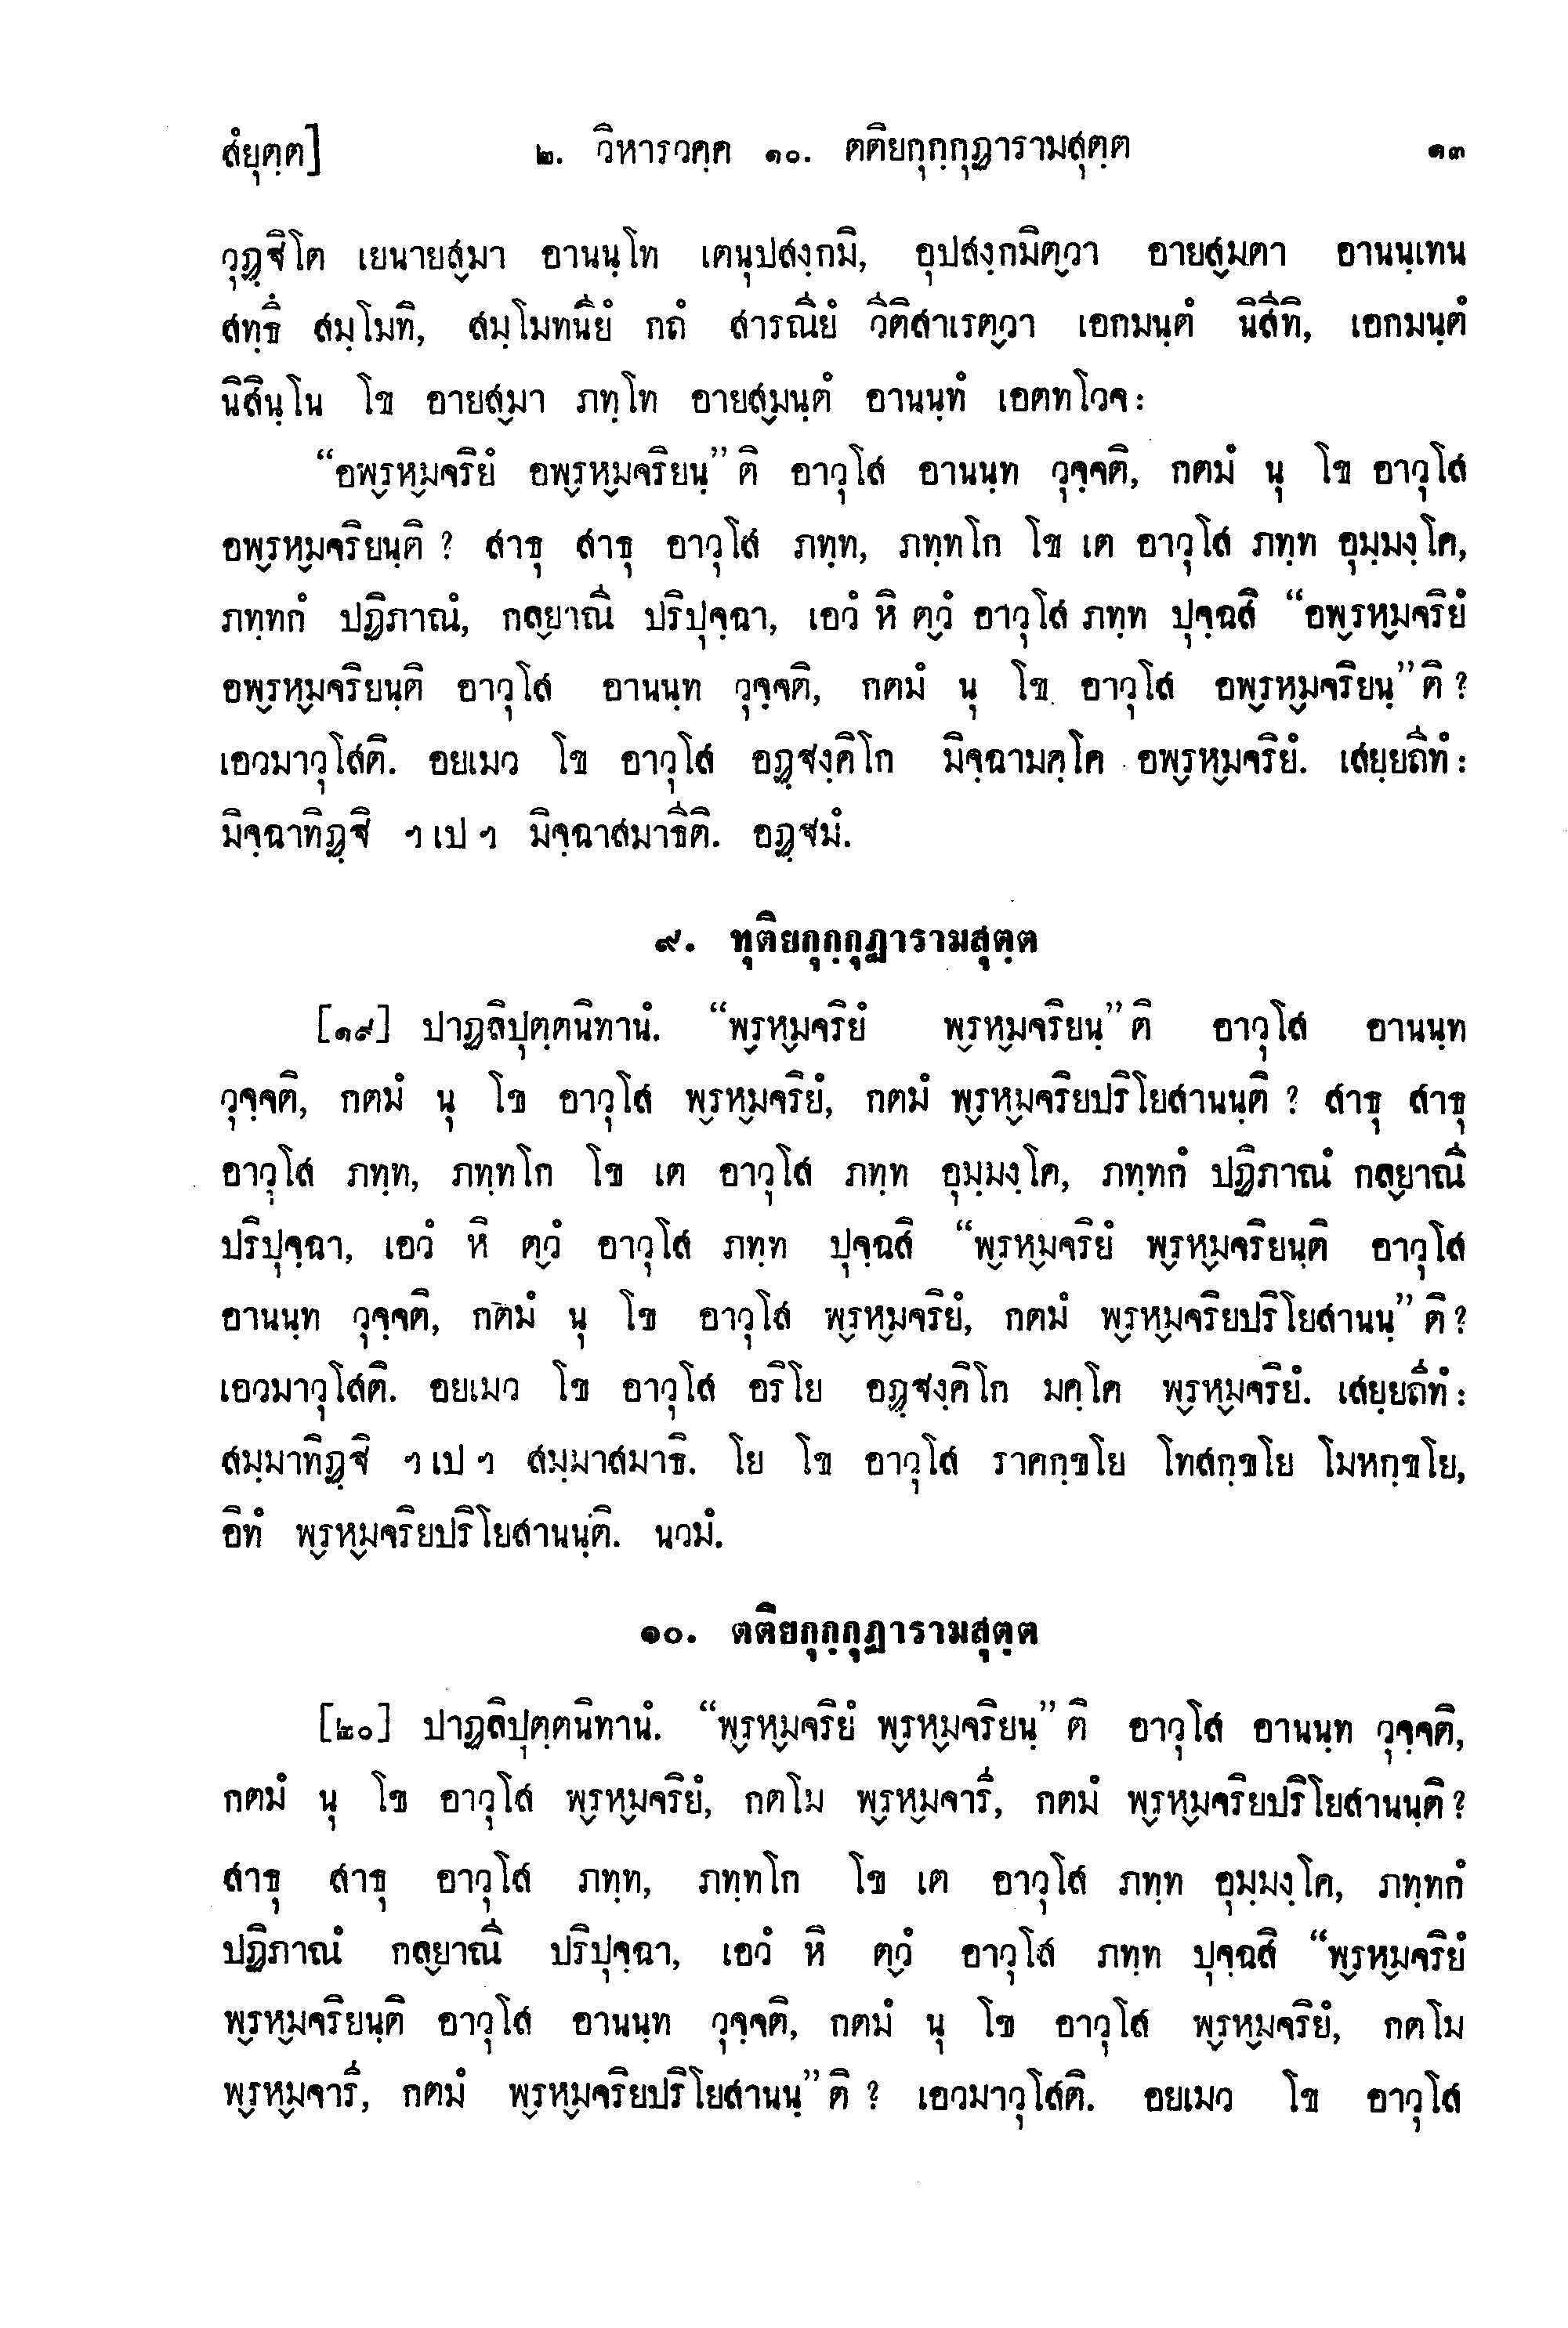 สํยุตฺต]
๒. วิหารวคฺค ๑๐. ตติยกุกฺกุฏารามสุตฺต
๑๓
วุฏฺฐิโต เยนายส๎มา อานนฺโท เตนุปสงฺกมิ, อุปสงฺกมิต๎วา อายส๎มตา อานนฺเทน
สทฺธึ สมฺโมทิ, สมฺโมทนียํ กถํ สารณียํ วีติสาเรต๎วา เอกมนฺตํ นิสีทิ, เอกมนฺตํ
นิสินฺโน โข อายส๎มา ภทฺโท อายส๎มนฺตํ อานนฺทํ เอตทโวจ:
“อพ๎รห๎มจริยํ อพ๎รห๎มจริยนฺ”ติ อาวุโส อานนฺท วุจฺจติ, กตมํ นุ โข อาวุโส
อพ๎รห๎มจริยนฺติ ? สาธุ สาธุ อาวุโส ภทฺท, ภทฺทโก โข เต อาวุโส ภทฺท อุมฺมงฺโค,
ภทฺทกํ ปฏิภาณํ, กล๎ยาณี ปริปุจฺฉา, เอวํ หิ ต๎วํ อาวุโส ภทฺท ปุจฺฉสิ “อพ๎รห๎มจริยํ
อพ๎รห๎มจริยนฺติ อาวุโส อานนฺท วุจฺจติ, กตมํ นุ โข อาวุโส อพ๎รห๎มจริยนฺ”ติ ?
เอวมาวุโสติ. อยเมว โข อาวุโส อฏฺฐงฺคิโก มิจฺฉามคฺโค อพ๎รห๎มจริยํ. เสยฺยถีทํ:
มิจฺฉาทิฏฺฐิ ฯ เป ฯ มิจฺฉาสมาธีติ. อฏฺฐมํ.
๙. ทุติยกุกฺกุฏารามสุตฺต
[๑๙] ปาฏลิปุตฺตนิทานํ. “พ๎รห๎มจริยํ พ๎รห๎มจริยนฺ”ติ อาวุโส อานนฺท
วุจฺจติ, กตมํ นุ โข อาวุโส พ๎รห๎มจริยํ, กตมํ พ๎รห๎มจริยปริโยสานนฺติ ? สาธุ สาธุ
อาวุโส ภทฺท, ภทฺทโก โข เต อาวุโส ภทฺท อุมฺมงฺโค, ภทฺทกํ ปฏิภาณํ กล๎ยาณี
ปริปุจฺฉา, เอวํ หิ ต๎วํ อาวุโส ภทฺท ปุจฺฉสิ “พ๎รห๎มจริยํ พ๎รห๎มจริยนฺติ อาวุโส
อานนฺท วุจฺจติ, กตมํ นุ โข อาวุโส พ๎รห๎มจริยํ, กตมํ พ๎รห๎มจริยปริโยสานนฺ”ติ ?
เอวมาวุโสติ. อยเมว โข อาวุโส อริโย อฏฺฐงฺคิโก มคฺโค พ๎รห๎มจริยํ. เสยฺยถีทํ:
สมฺมาทิฏฺฐิ ฯ เป ฯ สมฺมาสมาธิ. โย โข อาวุโส ราคกฺขโย โทสกฺขโย โมหกฺขโย,
อิทํ พ๎รห๎มจริยปริโยสานนฺติ. นวมํ.
๑๐. ตติยกุกฺกุฏารามสุตฺต
[๒๐] ปาฏลิปุตฺตนิทานํ. “พ๎รห๎มจริยํ พ๎รห๎มจริยนฺ”ติ อาวุโส อานนฺท วุจฺจติ,
กตมํ นุ โข อาวุโส พ๎รห๎มจริยํ, กตโม พ๎รห๎มจารี, กตมํ พ๎รห๎มจริยปริโยสานนฺติ ?
สาธุ สาธุ อาวุโส ภทฺท, ภทฺทโก โข เต อาวุโส ภทฺท อุมฺมงฺโค, ภทฺทกํ
ปฏิภาณํ กล๎ยาณี ปริปุจฺฉา, เอวํ หิ ต๎วํ อาวุโส ภทฺท ปุจฺฉสิ “พ๎รห๎มจริยํ
พ๎รห๎มจริยนฺติ อาวุโส อานนฺท วุจฺจติ, กตมํ นุ โข อาวุโส พ๎รห๎มจริยํ, กตโม
พ๎รห๎มจารี, กตมํ พ๎รห๎มจริยปริโยสานนฺ”ติ ? เอวมาวุโสติ. อยเมว โข อาวุโส